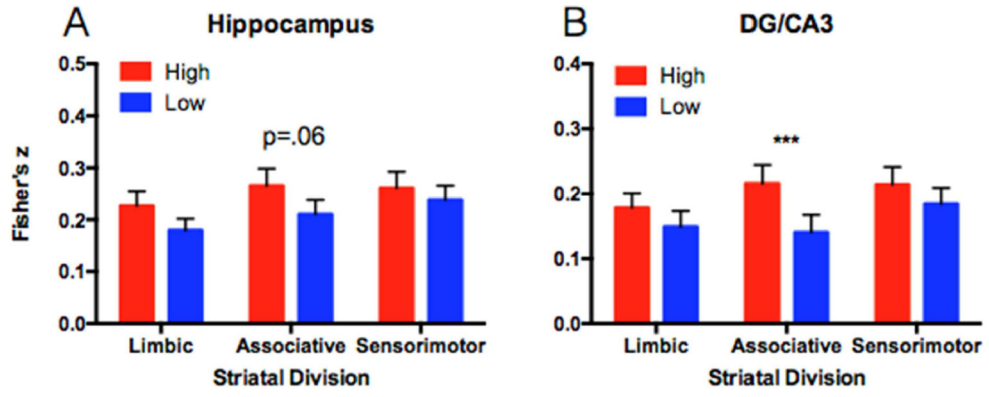 A
Hippocampus
0.5
0.4
0.3
0.2
0.1
0.0
Fisher's z
High
Low
p=.06
Limbic Associative Sensorimotor
Striatal Division
B
DG/CA3
0.4
0.3
0.2
0.1
0.0
High
Low
***
Limbic Associative Sensorimotor
Striatal Division